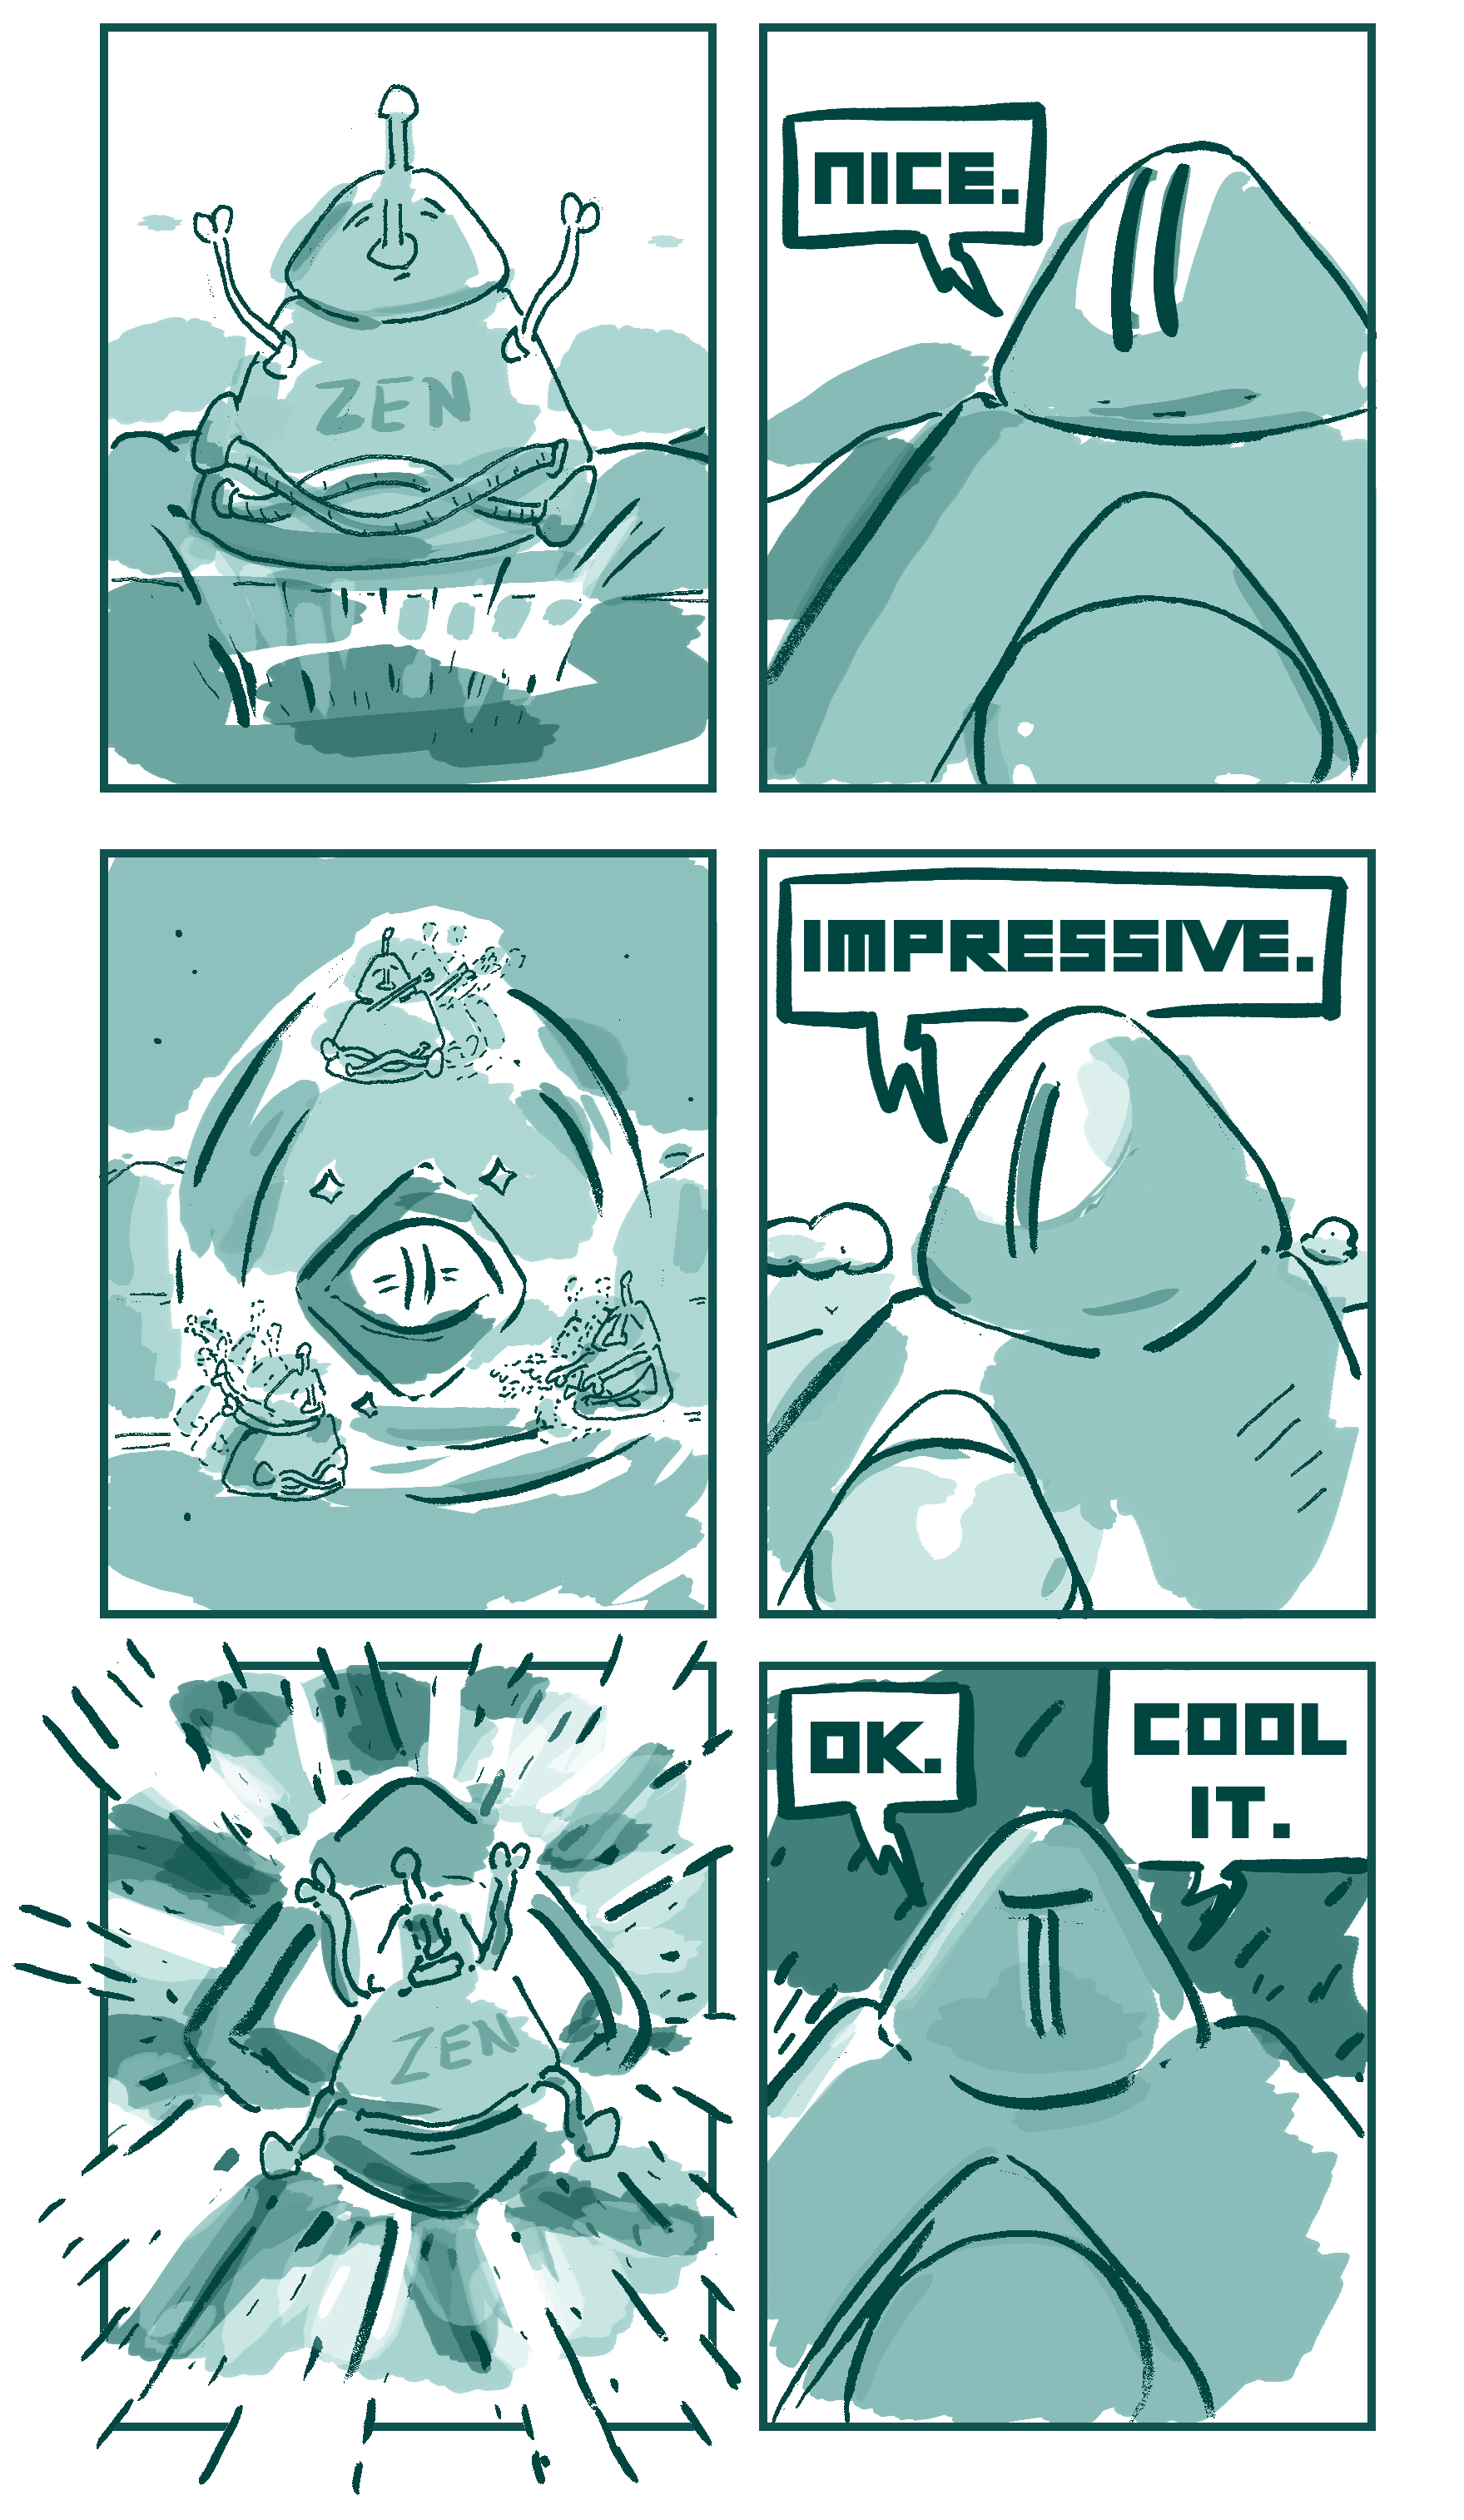 ZEN
NICE.
IMPRESSIVE.
ZEN
OK.
COOL
IT.